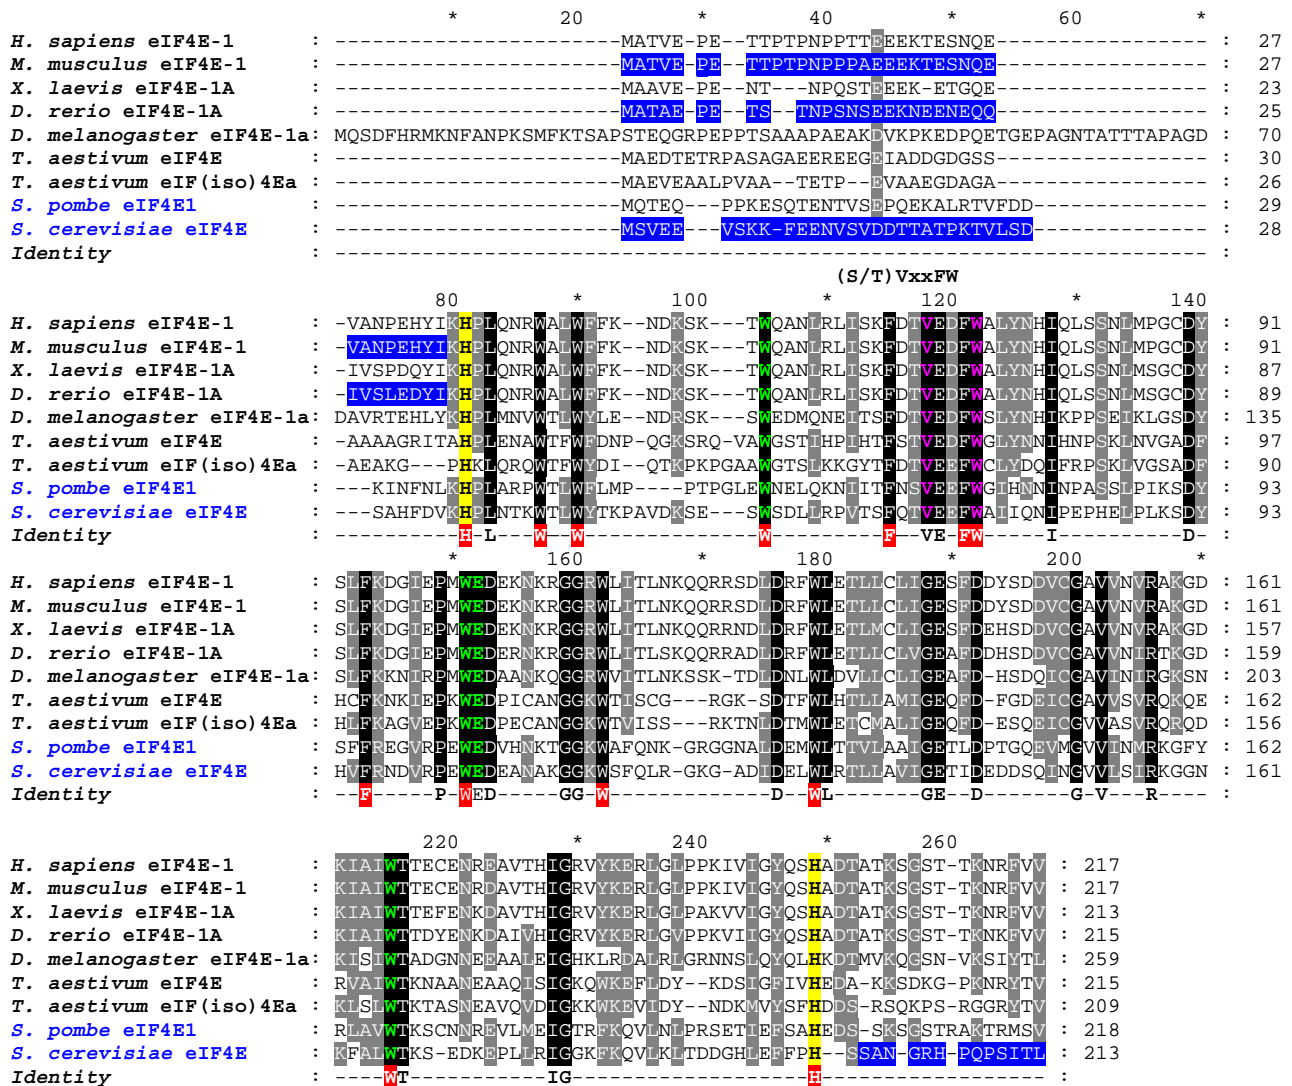 * 20 * 40 * 60 *
H. sapiens eIF4E-1 : -----------------------MATVE-PE--TTPTPNPPTTEEEKTESNQE----------------- : 27
M. musculus eIF4E-1 : -----------------------MATVE-PE--TTPTPNPPPAEEEKTESNQE----------------- : 27
X. laevis eIF4E-1A : -----------------------MAAVE-PE--NT---NPQSTEEEK-ETGQE----------------- : 23
D. rerio eIF4E-1A : -----------------------MATAE-PE--TS--TNPSNSEEKNEENEQQ----------------- : 25
D. melanogaster eIF4E-1a: MQSDFHRMKNFANPKSMFKTSAPSTEQGRPEPPTSAAAPAEAKDVKPKEDPQETGEPAGNTATTTAPAGD 70
T. aestivum eIF4E : -----------------------MAEDTETRPASAGAEEREEGEIADDGDGSS----------------- : 30
T. aestivum eIF(iso)4Ea : -----------------------MAEVEAALPVAA--TETP--EVAAEGDAGA----------------- : 26
S. pombe eIF4E1 : -----------------------MQTEQ---PPKESQTENTVSEPQEKALRTVFDD-------------- : 29
S. cerevisiae eIF4E : -----------------------MSVEE---VSKK-FEENVSVDDTTATPKTVLSD-------------- : 28
Identity : ----------------------------------------------------------------------
(S/T)VxxFW
80 * 100 * 120 * 140
H. sapiens eIF4E-1 : -VANPEHYIKHPLQNRWALWFFK--NDKSK---TWQANLRLISKFDTVEDFWALYNHIQLSSNLMPGCDY : 91
M. musculus eIF4E-1 : -VANPEHYIKHPLQNRWALWFFK--NDKSK---TWQANLRLISKFDTVEDFWALYNHIQLSSNLMPGCDY : 91
X. laevis eIF4E-1A : -IVSPDQYIKHPLQNRWALWFFK--NDKSK---TWQANLRLISKFDTVEDFWALYNHIQLSSNLMSGCDY : 87
D. rerio eIF4E-1A : -IVSLEDYIKHPLQNRWALWFFK--NDKSK---TWQANLRLISKFDTVEDFWALYNHIQLSSNLMSGCDY : 89
D. melanogaster eIF4E-1a: DAVRTEHLYKHPLMNVWTLWYLE--NDRSK---SWEDMQNEITSFDTVEDFWSLYNHIKPPSEIKLGSDY : 135
T. aestivum eIF4E : -AAAAGRITAHPLENAWTFWFDNP-QGKSRQ-VAWGSTIHPIHTFSTVEDFWGLYNNIHNPSKLNVGADF : 97
T. aestivum eIF(iso)4Ea : -AEAKG---PHKLQRQWTFWYDI--QTKPKPGAAWGTSLKKGYTFDTVEEFWCLYDQIFRPSKLVGSADF : 90
S. pombe eIF4E1 : ---KINFNLKHPLARPWTLWFLMP---PTPGLEWNELQKNIITFNSVEEFWGIHNNINPASSLPIKSDY : 93
S. cerevisiae eIF4E : ---SAHFDVKHPLNTKWTLWYTKPAVDKSE---SWSDLLRPVTSFQTVEEFWAIIQNIPEPHELPLKSDY : 93
Identity : ----------H-L---W--W--------------W---------F--VE--FW-----I----------D-
* 160 * 180 * 200 *
H. sapiens eIF4E-1 : SLFKDGIEPMWEDEKNKRGGRWLITLNKQQRRSDLDRFWLETLLCLIGESFDDYSDDVCGAVVNVRAKGD : 161
M. musculus eIF4E-1 : SLFKDGIEPMWEDEKNKRGGRWLITLNKQQRRSDLDRFWLETLLCLIGESFDDYSDDVCGAVVNVRAKGD : 161
X. laevis eIF4E-1A : SLFKDGIEPMWEDEKNKRGGRWLITLNKQQRRNDLDRFWLETLMCLIGESFDEHSDDVCGAVVNVRAKGD : 157
D. rerio eIF4E-1A : SLFKDGIEPMWEDERNKRGGRWLITLSKQQRRADLDRFWLETLLCLVGEAFDDHSDDVCGAVVNIRTKGD : 159
D. melanogaster eIF4E-1a: SLFKKNIRPMWEDAANKQGGRWVITLNKSSK-TDLDNLWLDVLLCLIGEAFD-HSDQICGAVINIRGKSN : 203
T. aestivum eIF4E : HCFKNKIEPKWEDPICANGGKWTISCG---RGK-SDTFWLHTLLAMIGEQFD-FGDEICGAVVSVRQKQE : 162
T. aestivum eIF(iso)4Ea : HLFKAGVEPKWEDPECANGGKWTVISS--RKTNLDTMWLETCMALIGEQFD-ESQEICGVVASVRQRQD : 156
S. pombe eIF4E1 : SFFREGVRPEWEDVHNKTGGKWAFQNK-GRGGNALDEMWLTTVLAAIGETLDPTGQEVMGVVINMRKGFY : 162
S. cerevisiae eIF4E : HVFRNDVRPEWEDEANAKGGKWSFQLR-GKG-ADIDELWLRTLLAVIGETIDEDDSQINGVVLSIRKGGN : 161
Identity : --F-----P-WED-----GG-W-------------D--WL-------GE--D-------G-V---R----
220 * 240 * 260
H. sapiens eIF4E-1 : KIAIWTTECENREAVTHIGRVYKERLGLPPKIVIGYQSHADTATKSGST-TKNRFVV : 217
M. musculus eIF4E-1 : KIAIWTTECENRDAVTHIGRVYKERLGLPPKIVIGYQSHADTATKSGST-TKNRFVV : 217
X. laevis eIF4E-1A : KIAIWTTEFENKDAVTHIGRVYKERLGLPAKVVIGYQSHADTATKSGST-TKNRFVV : 213
D. rerio eIF4E-1A : KIAIWTTDYENKDAIVHIGRVYKERLGVPPKVIIGYQSHADTATKSGST-TKNKFVV : 215
D. melanogaster eIF4E-1a: KISIWTADGNNEEAALEIGHKLRDALRLGRNNSLQYQLHKDTMVKQGSN-VKSIYTL : 259
T. aestivum eIF4E : RVAIWTKNAANEAAQISIGKQWKEFLDY--KDSIGFIVHEDA-KKSDKG-PKNRYTV : 215
T. aestivum eIF(iso)4Ea : KLSLWTKTASNEAVQVDIGKKWKEVIDY--NDKMVYSFHDDS-RSQKPS-RGGRYTV : 209
S. pombe eIF4E1 : RLAVWTKSCNNREVLMEIGTRFKQVLNLPRSETIEFSAHEDS-SKSGSTRAKTRMSV : 218
S. cerevisiae eIF4E : KFALWTKS-EDKEPLLRIGGKFKQVLKLTDDGHLEFFPH--SSAN-GRH-PQPSITL : 213
Identity : ----WT-----------IG-------------------H------------------